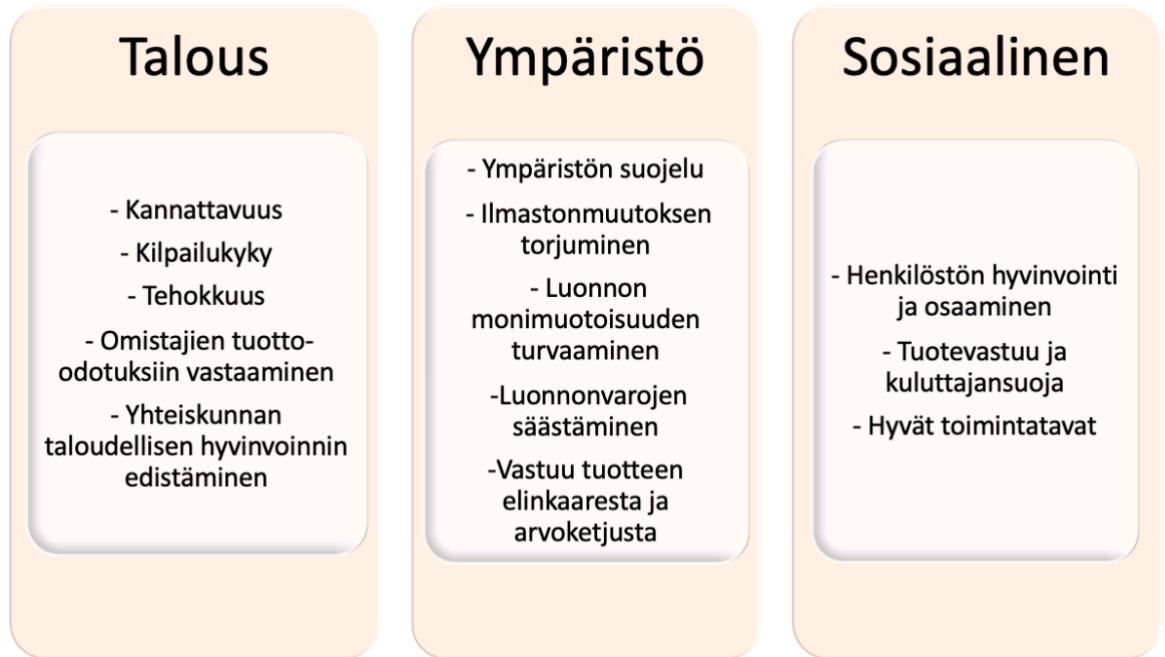 Talous
- Kannattavuus
- Kilpailukyky
- Tehokkuus
- Omistajien tuotto-
odotuksiin vastaaminen
- Yhteiskunnan
taloudellisen hyvinvoinnin
edistäminen
Ympäristö
- Ympäristön suojelu
- Ilmastonmuutoksen
torjuminen
- Luonnon
monimuotoisuuden
turvaaminen
-Luonnonvarojen
säästäminen
-Vastuu tuotteen
elinkaaresta ja
arvoketjusta
Sosiaalinen
- Henkilöstön hyvinvointi
ja osaaminen
- Tuotevastuu ja
kuluttajansuoja
- Hyvät toimintatavat